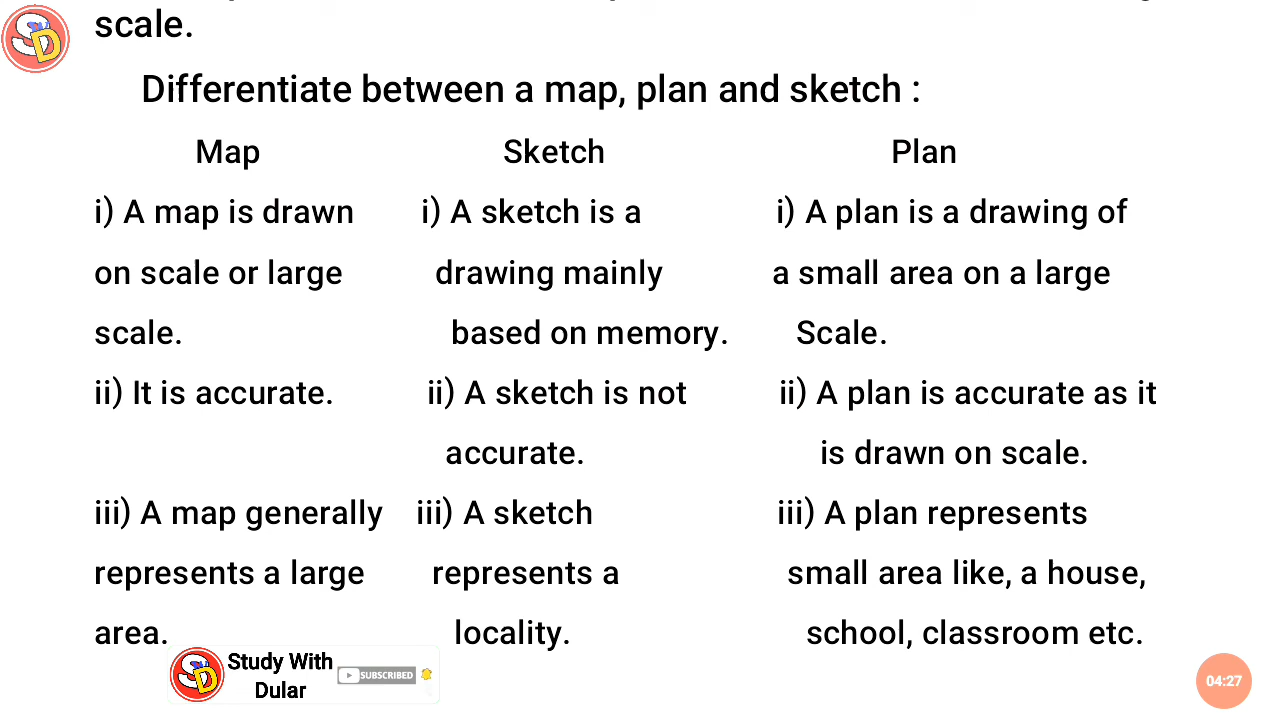 scale.
Differentiate between a map, plan and sketch :
Map Sketch Plan
i) A map is drawn i) A sketch is a i) A plan is a drawing of
on scale or large drawing mainly a small area on a large
scale. based on memory. Scale.
ii) It is accurate. ii) A sketch is not ii) A plan is accurate as it
accurate. is drawn on scale.
iii) A map generally iii) A sketch iii) A plan represents
represents a large represents a small area like, a house,
area. locality. school, classroom etc.
SD
SD
Study With
Dular
SUBSCRIBED
04:27